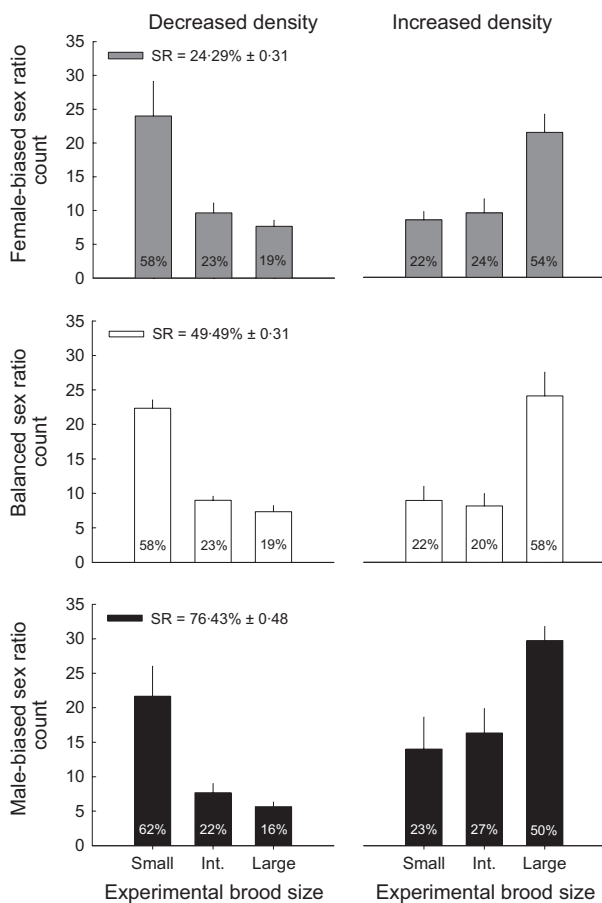 Decreased density
Increased density
Female-biased sex ratio
count
35
30
25
20
15
10
5
0
SR = 24·29% ± 0·31
58%
23%
19%
22%
24%
54%
Balanced sex ratio
count
35
30
25
20
15
10
5
0
SR = 49·49% ± 0·31
58%
23%
19%
22%
20%
58%
Male-biased sex ratio
count
35
30
25
20
15
10
5
0
SR = 76·43% ± 0·48
62%
22%
16%
23%
27%
50%
Small Int. Large
Small Int. Large
Experimental brood size
Experimental brood size